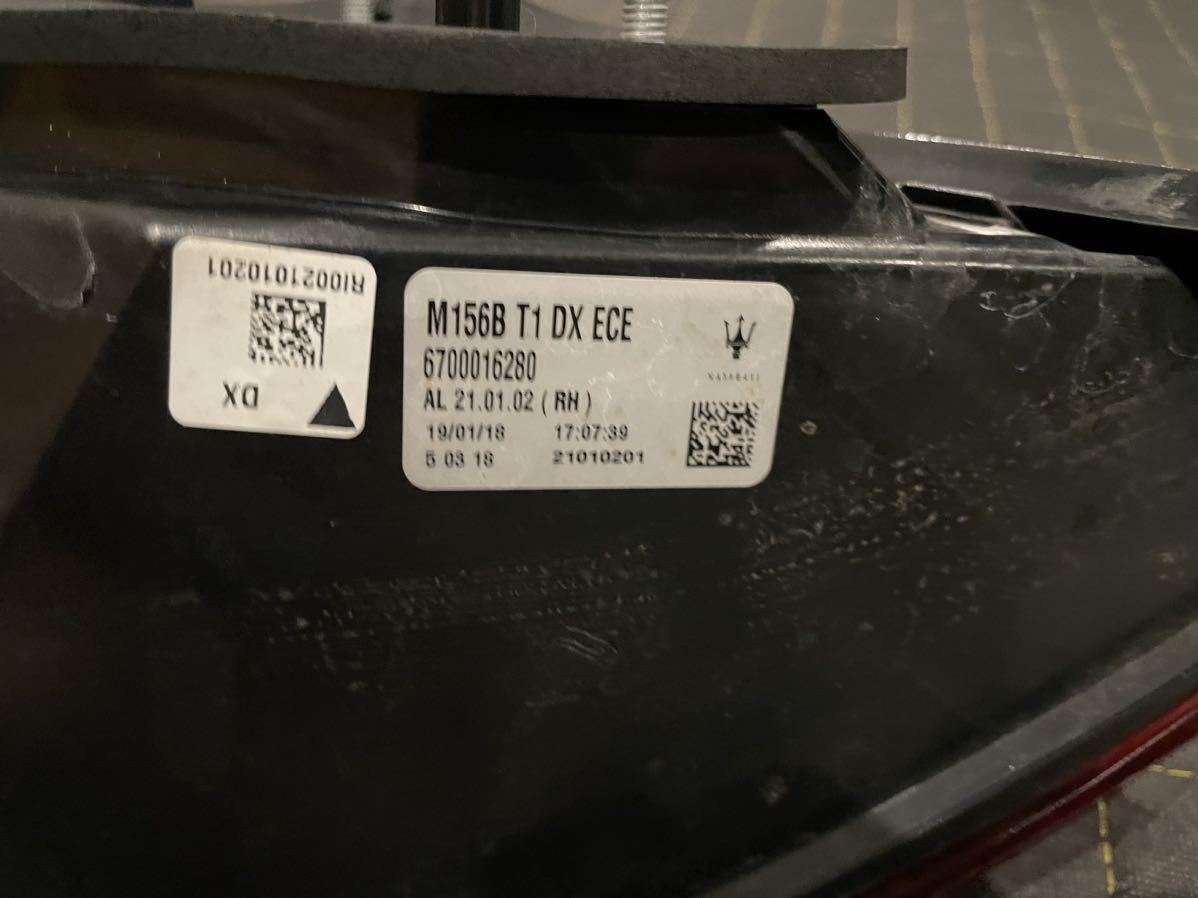 RI0021010201
DX
M156B T1 DX ECE
6700016280
AL 21.01.02 ( RH )
19/01/18 17:07:39
5 03 18 21010201
MASERATI